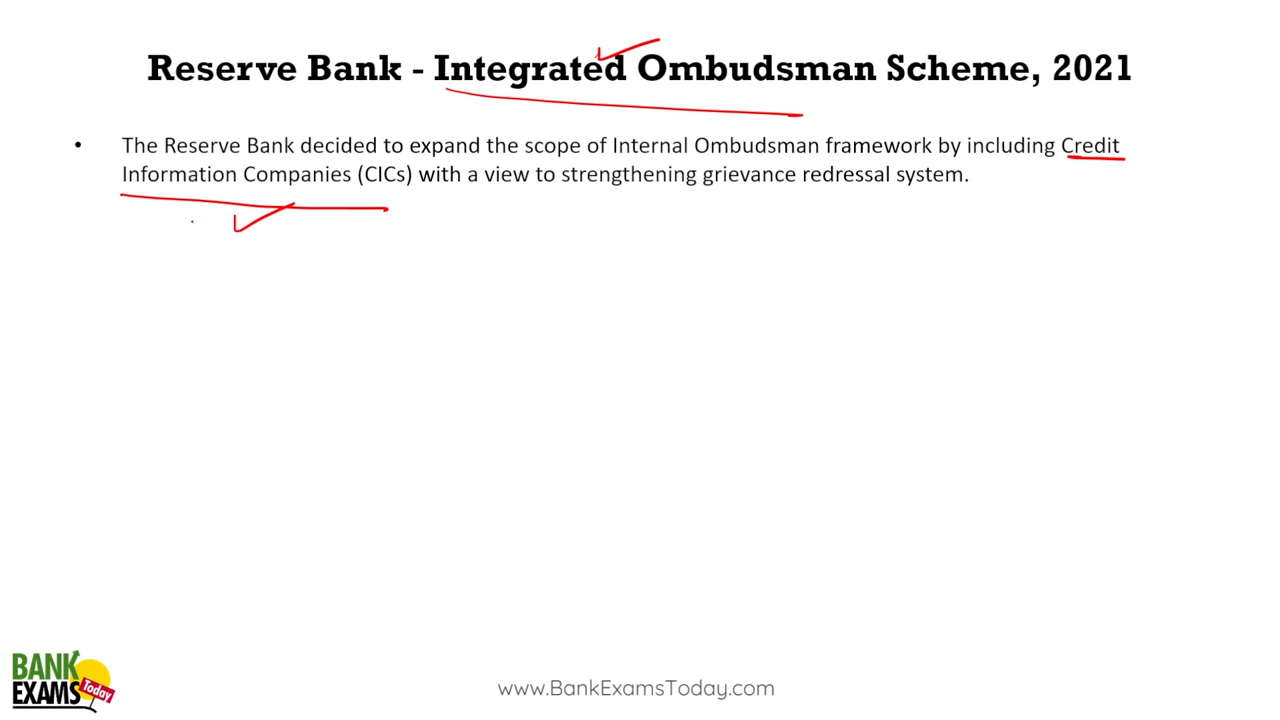 Reserve Bank - Integrated Ombudsman Scheme, 2021
• The Reserve Bank decided to expand the scope of Internal Ombudsman framework by including Credit
Information Companies (CICs) with a view to strengthening grievance redressal system.
BANK
EXAMS
Today
www.BankExamsToday.com